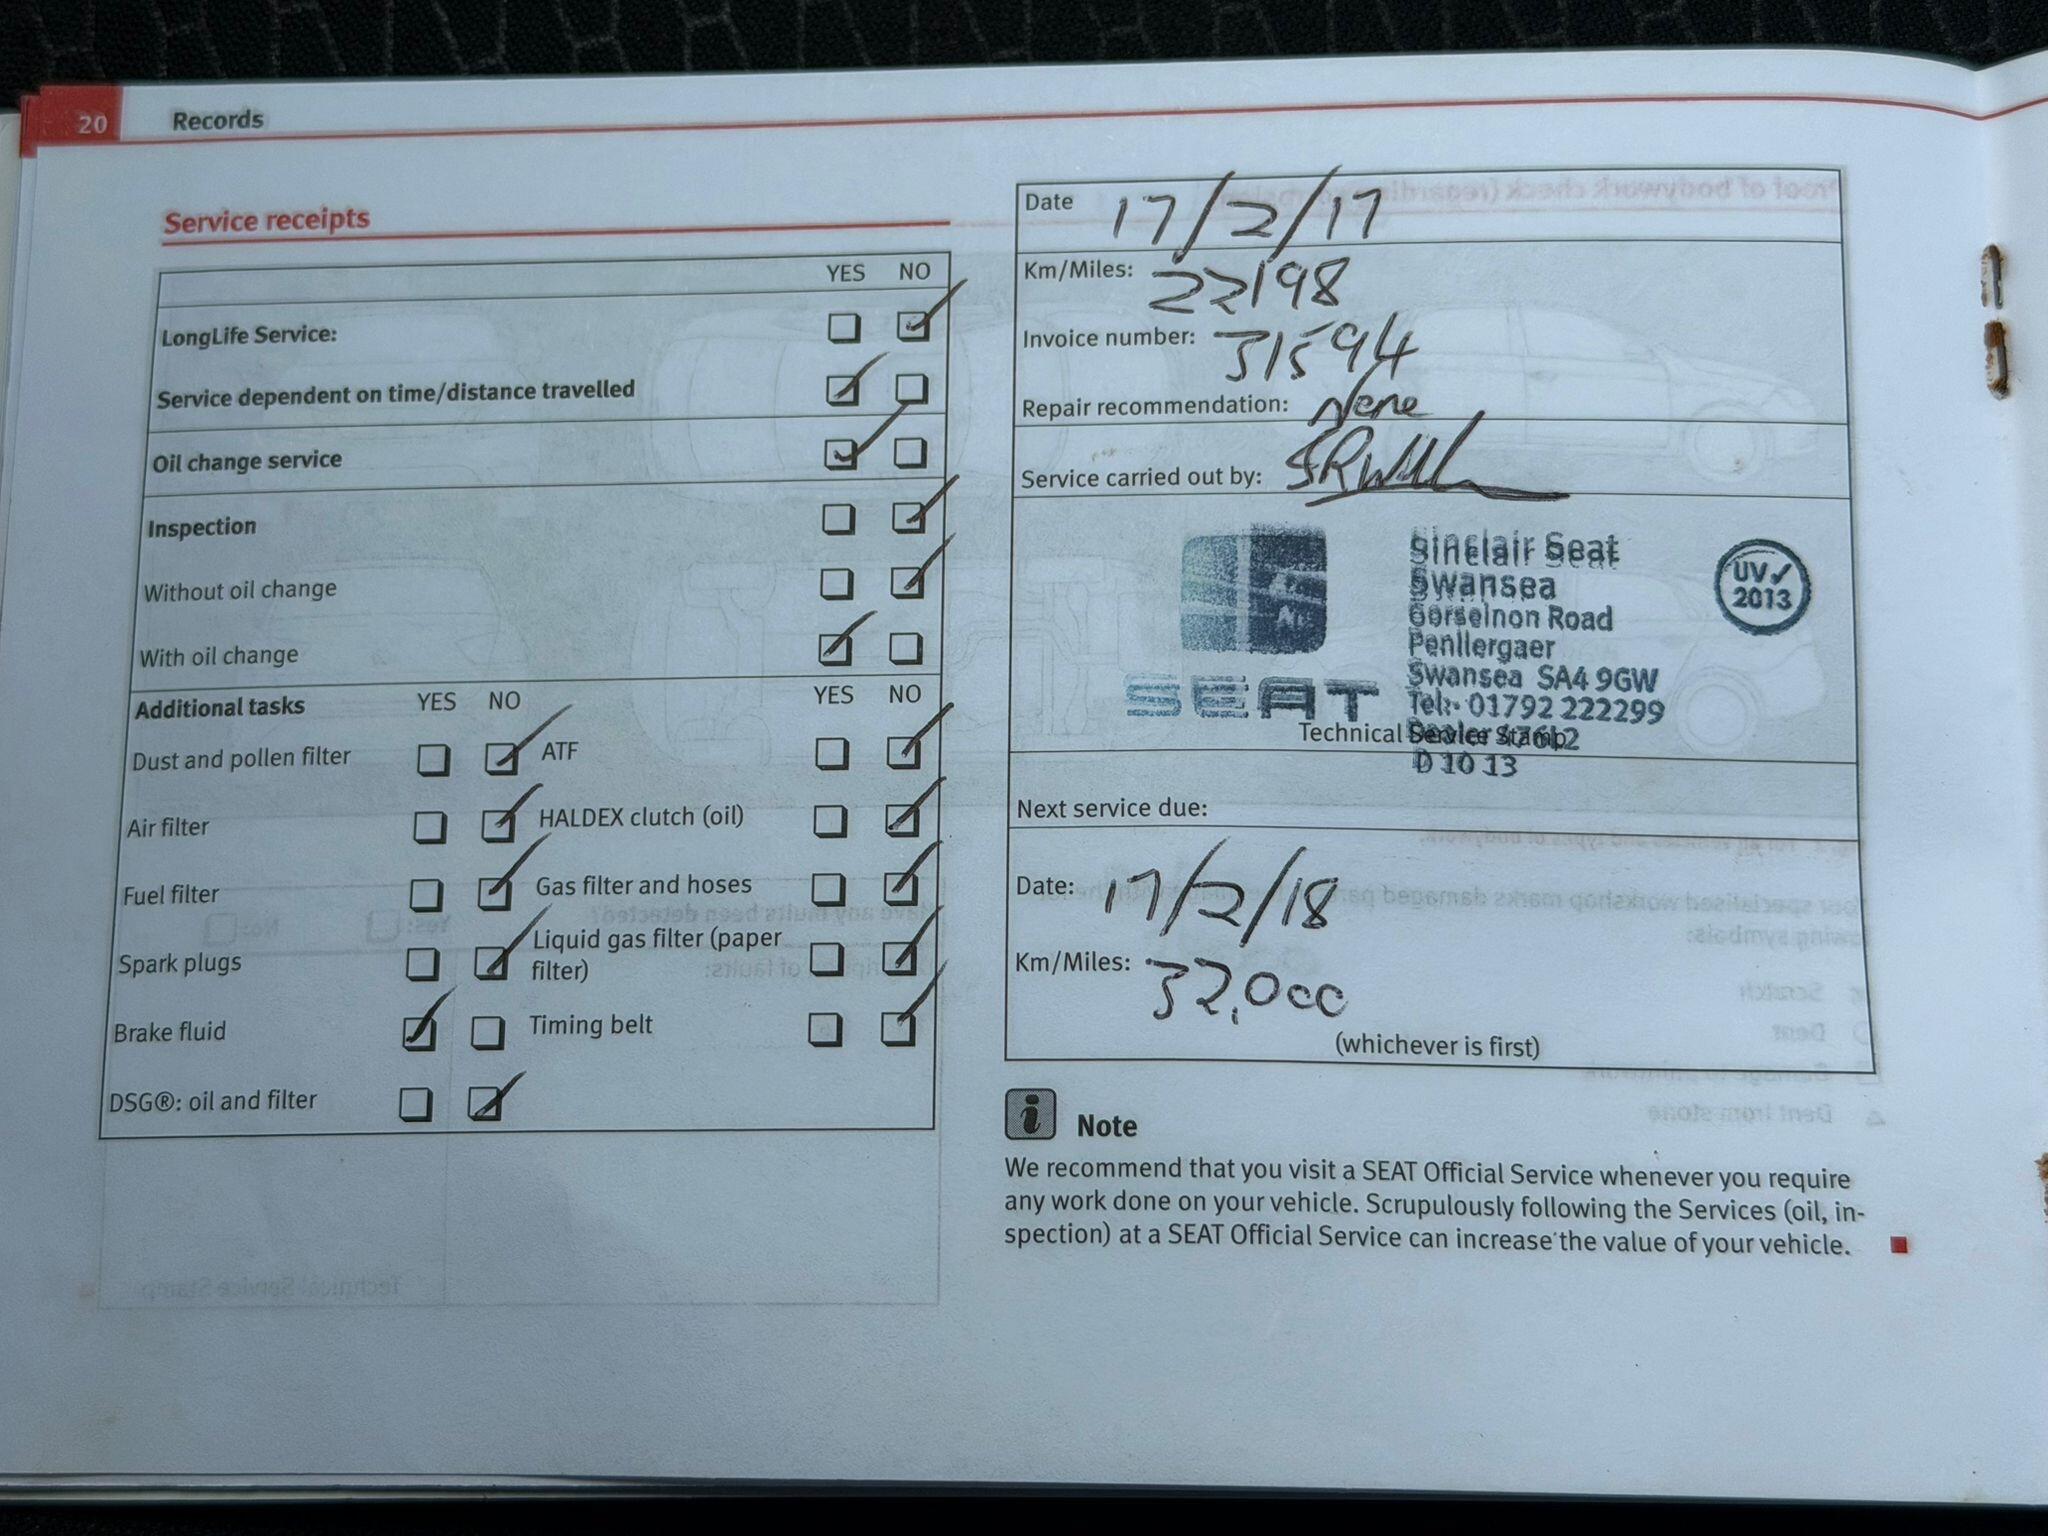 20 Records
Service receipts
YES NO
LongLife Service:
Service dependent on time/distance travelled
Oil change service
Inspection
Without oil change
With oil change
Additional tasks YES NO YES NO
Dust and pollen filter ATF
Air filter HALDEX clutch (oil)
Fuel filter Gas filter and hoses
Spark plugs Liquid gas filter (paper
filter)
Brake fluid Timing belt
DSG®: oil and filter
Date 17/2/17
Km/Miles: 22198
Invoice number: 31594
Repair recommendation: None
Service carried out by:
SEAT
Sinclair Seat
Swansea
Gorseinon Road
Penllergaer
Swansea SA4 9GW
Tel:- 01792 222299
D 10 13
UV✓
2013
Technical Service Stamp
Next service due:
Date: 17/2/18
Km/Miles: 32,000
(whichever is first)
i Note
We recommend that you visit a SEAT Official Service whenever you require
any work done on your vehicle. Scrupulously following the Services (oil, in-
spection) at a SEAT Official Service can increase the value of your vehicle.